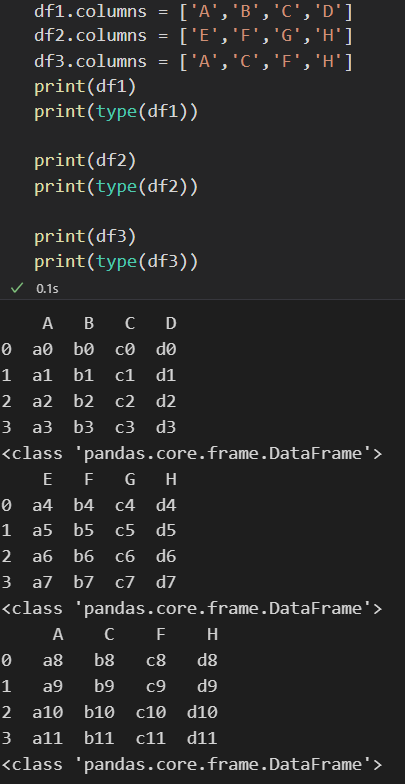 df1.columns = ['A','B','C','D']
df2.columns = ['E','F','G','H']
df3.columns = ['A','C','F','H']
print(df1)
print(type(df1))
print(df2)
print(type(df2))
print(df3)
print(type(df3))
0.1s
A B C D
0 a0 b0 c0 d0
1 a1 b1 c1 d1
2 a2 b2 c2 d2
3 a3 b3 c3 d3
<class 'pandas.core.frame.DataFrame'>
E F G H
0 a4 b4 c4 d4
1 a5 b5 c5 d5
2 a6 b6 c6 d6
3 a7 b7 c7 d7
<class 'pandas.core.frame.DataFrame'>
A C F H
0 a8 b8 c8 d8
1 a9 b9 c9 d9
2 a10 b10 c10 d10
3 a11 b11 c11 d11
<class 'pandas.core.frame.DataFrame'>